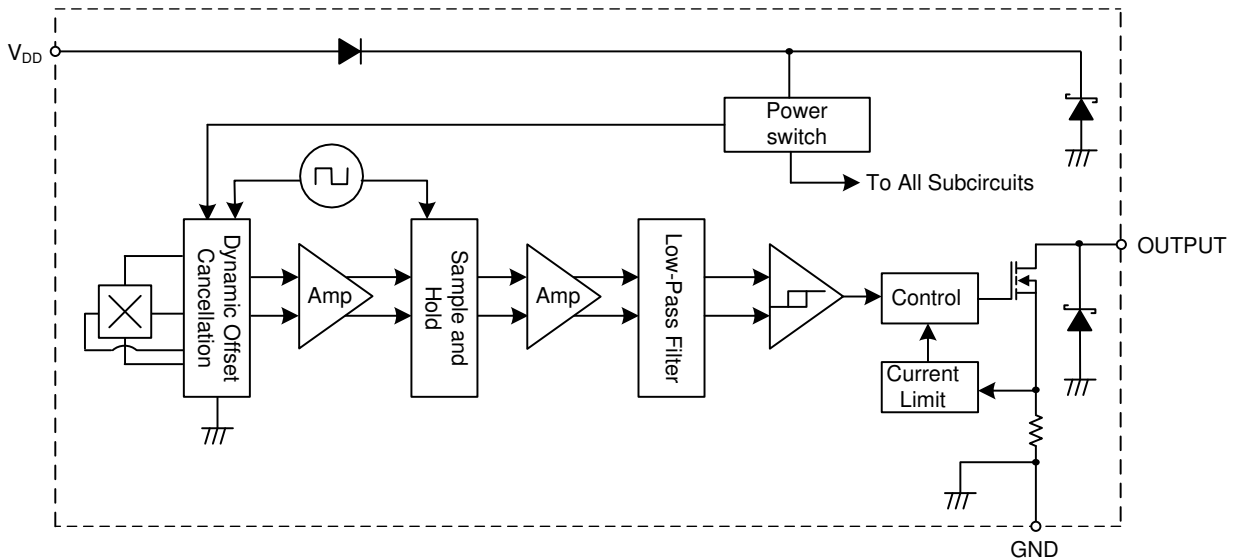 VDD
Power
switch
To All Subcircuits
Dynamic Offset
Cancellation
Amp
Sample and
Hold
Amp
Low-Pass Filter
Control
Current
Limit
OUTPUT
GND